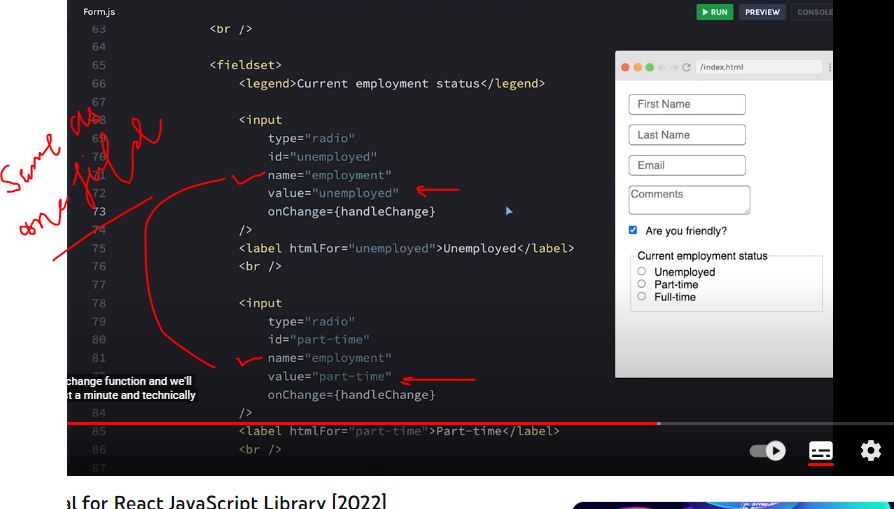 Form.js
RUN
PREVIEW
CONSOLE
63 <br />
64
65 <fieldset>
66 <legend>Current employment status</legend>
67
68 <input
69 type="radio"
70 id="unemployed"
71 name="employment"
72 value="unemployed"
73 onChange={handleChange}
/>
75 <label htmlFor="unemployed">Unemployed</label>
76 <br />
77
78 <input
79 type="radio"
80 id="part-time"
81 name="employment"
value="part-time"
onChange={handleChange}
84 />
85 <label htmlFor="part-time">Part-time</label>
86 <br />
87
Same as
one field
change function and we'll
t a minute and technically
/index.html
First Name
Last Name
Email
Comments
Are you friendly?
Current employment status
Unemployed
Part-time
Full-time
al for React JavaScript Library [2022]